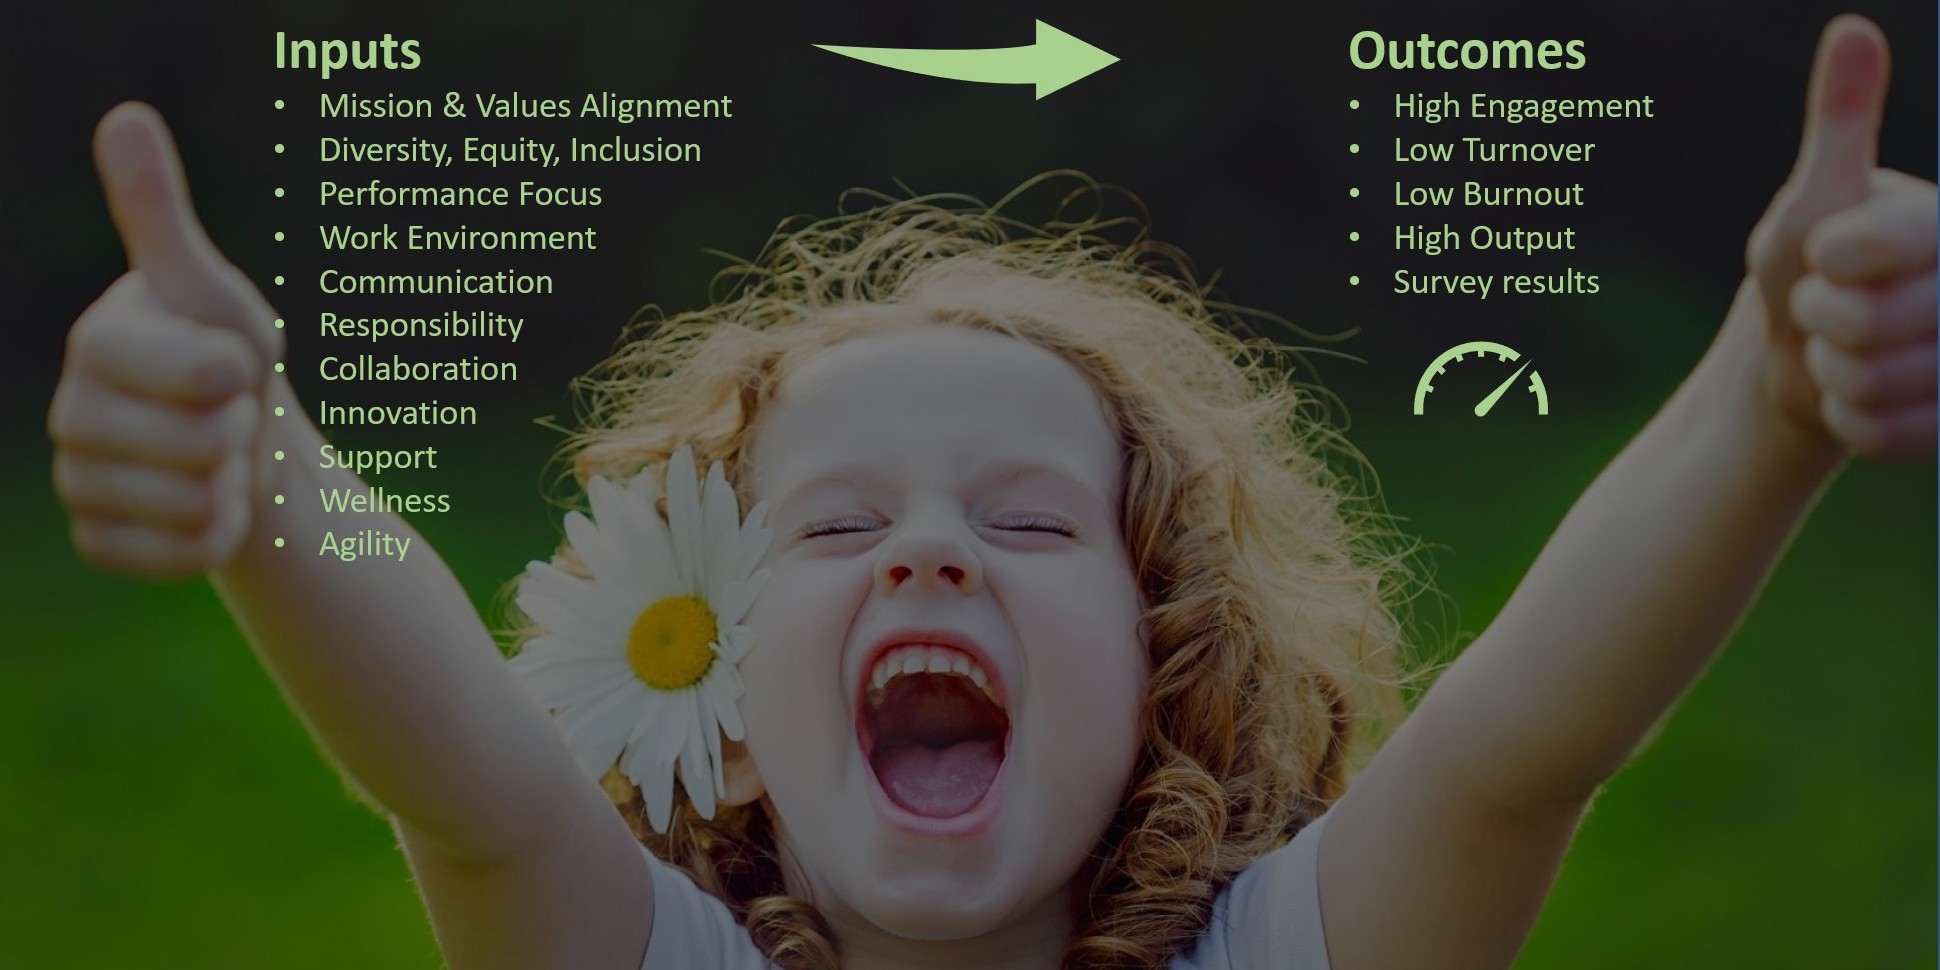 Inputs
• Mission & Values Alignment
• Diversity, Equity, Inclusion
• Performance Focus
• Work Environment
• Communication
• Responsibility
• Collaboration
• Innovation
• Support
• Wellness
• Agility
Outcomes
• High Engagement
• Low Turnover
• Low Burnout
• High Output
• Survey results